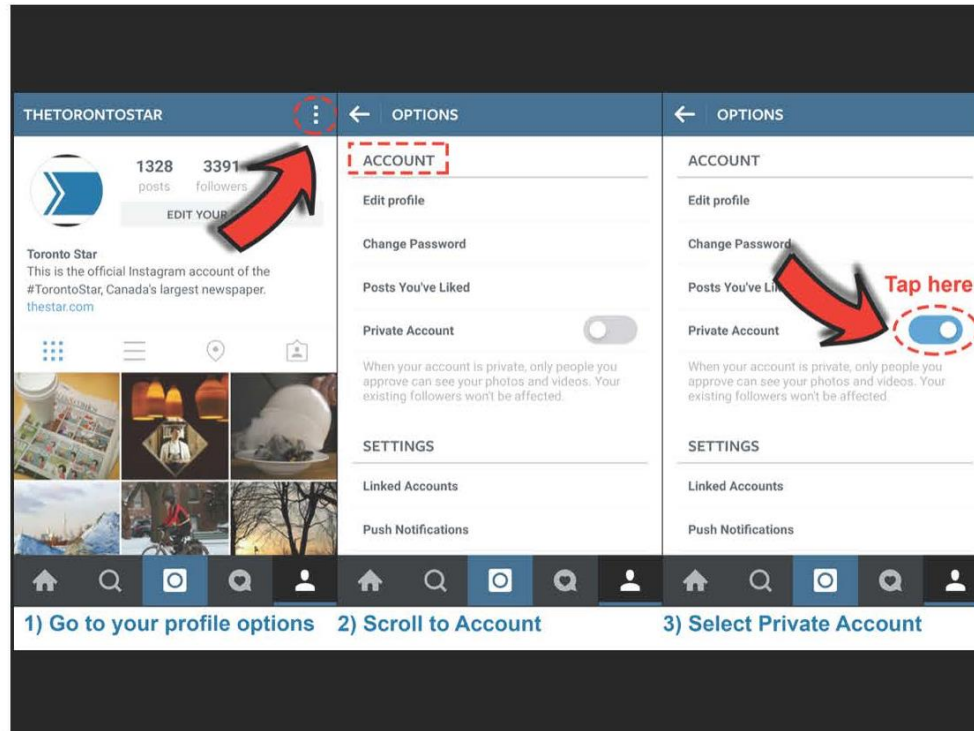 THETORONTOSTAR
1328 3391
posts followers
EDIT YOUR
Toronto Star
This is the official Instagram account of the
#TorontoStar, Canada's largest newspaper.
thestar.com
1) Go to your profile options
OPTIONS
ACCOUNT
Edit profile
Change Password
Posts You've Liked
Private Account
When your account is private, only people you
approve can see your photos and videos. Your
existing followers won't be affected.
SETTINGS
Linked Accounts
Push Notifications
2) Scroll to Account
OPTIONS
ACCOUNT
Edit profile
Change Password
Posts You've
Tap here
Private Account
When your account is private, only people you
approve can see your photos and videos. Your
existing followers won't be affected.
SETTINGS
Linked Accounts
Push Notifications
3) Select Private Account